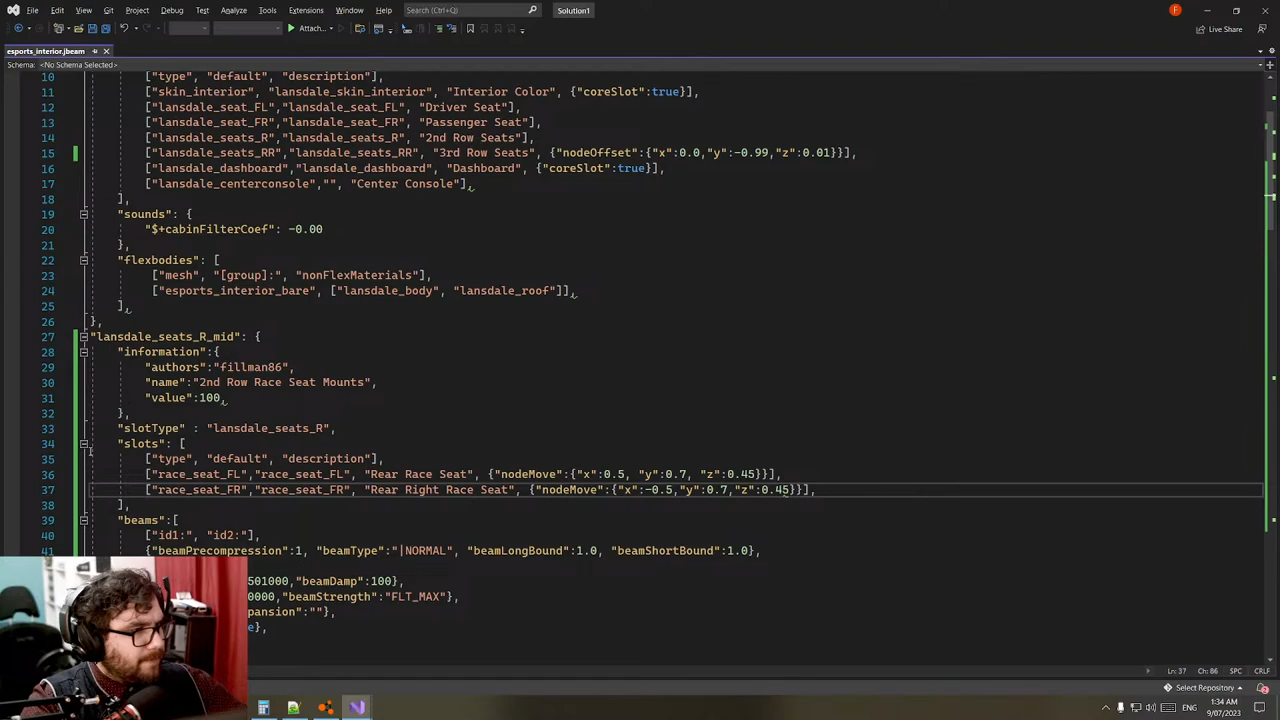 File Edit View Git Project Debug Test Analyze Tools Extensions Window Help Search (Ctrl+Q) Solution1
Attach... Live Share
esports_interior.jbeam
Schema: <No Schema Selected>
10 ["type", "default", "description"],
11 ["skin_interior", "lansdale_skin_interior", "Interior Color", {"coreSlot":true}],
12 ["lansdale_seat_FL","lansdale_seat_FL", "Driver Seat"],
13 ["lansdale_seat_FR","lansdale_seat_FR", "Passenger Seat"],
14 ["lansdale_seats_R","lansdale_seats_R", "2nd Row Seats"],
15 ["lansdale_seats_RR","lansdale_seats_RR", "3rd Row Seats", {"nodeOffset":{"x":0.0,"y":-0.99,"z":0.01}}],
16 ["lansdale_dashboard","lansdale_dashboard", "Dashboard", {"coreSlot":true}],
17 ["lansdale_centerconsole","", "Center Console"],
18 ],
19 "sounds": {
20 "$+cabinFilterCoef": -0.00
21 },
22 "flexbodies": [
23 ["mesh", "[group]:", "nonFlexMaterials"],
24 ["esports_interior_bare", ["lansdale_body", "lansdale_roof"]],
25 ],
26 },
27 "lansdale_seats_R_mid": {
28 "information":{
29 "authors":"fillman86",
30 "name":"2nd Row Race Seat Mounts",
31 "value":100,
32 },
33 "slotType" : "lansdale_seats_R",
34 "slots": [
35 ["type", "default", "description"],
36 ["race_seat_FL","race_seat_FL", "Rear Race Seat", {"nodeMove":{"x":0.5, "y":0.7, "z":0.45}}],
37 ["race_seat_FR","race_seat_FR", "Rear Right Race Seat", {"nodeMove":{"x":-0.5,"y":0.7,"z":0.45}}],
38 ],
39 "beams":[
40 ["id1:", "id2:"],
41 {"beamPrecompression":1, "beamType":"|NORMAL", "beamLongBound":1.0, "beamShortBound":1.0},
501000,"beamDamp":100},
0000,"beamStrength":"FLT_MAX"},
pansion":""},
e},
Ln: 37 Ch: 86 SPC CRLF
Select Repository
ENG 1:34 AM
9/07/2023